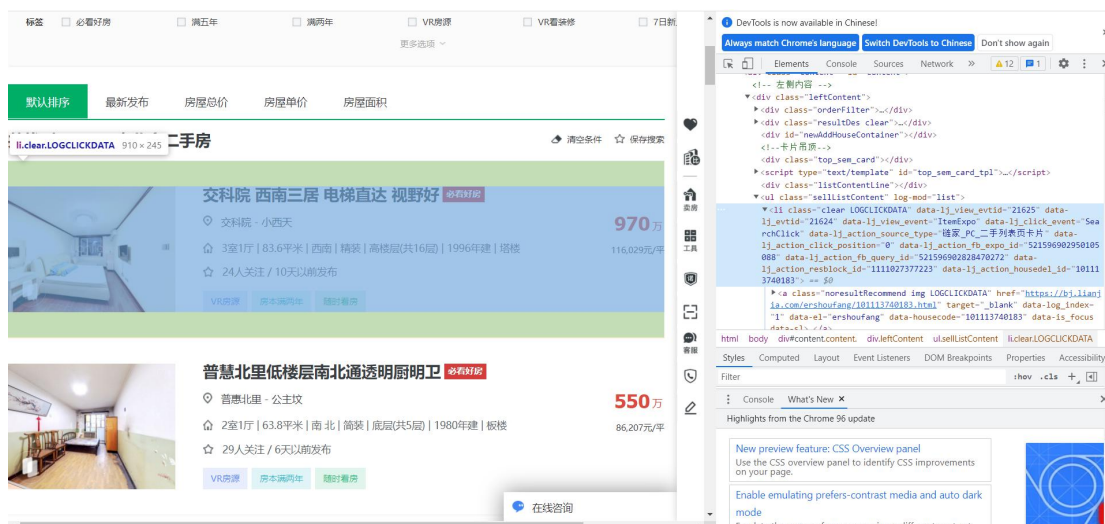 标签 必看好房 满五年 满两年 VR房源 VR看装修 7日新
更多选项
默认排序 最新发布 房屋总价 房屋单价 房屋面积
二手房
清空条件 保存搜索
li.clear.LOGCLICKDATA 910 × 245
交科院 西南三居 电梯直达 视野好 必看好房
交科院 - 小西天
970万
3室1厅 | 83.6平米 | 西南 | 精装 | 高楼层(共16层) | 1996年建 | 塔楼
116,029元/平
24人关注 / 10天以前发布
VR房源 房本满两年 随时看房
普慧北里低楼层南北通透明厨明卫 必看好房
普惠北里 - 公主坟
550万
2室1厅 | 63.8平米 | 南 北 | 简装 | 底层(共5层) | 1980年建 | 板楼
86,207元/平
29人关注 / 6天以前发布
VR房源 房本满两年 随时看房
在线咨询
卖房
工具
客服
DevTools is now available in Chinese!
Always match Chrome's language Switch DevTools to Chinese Don't show again
Elements Console Sources Network » 12 1
<!-- 左侧内容 -->
<div class="leftContent">
<div class="orderFilter">…</div>
<div class="resultDes clear">…</div>
<div id="newAddHouseContainer"></div>
<!--卡片吊顶-->
<div class="top_sem_card"></div>
<script type="text/template" id="top_sem_card_tpl">…</script>
<div class="listContentLine"></div>
<ul class="sellListContent" log-mod="list">
<li class="clear LOGCLICKDATA" data-lj_view_evtid="21625" data-
lj_evtid="21624" data-lj_view_event="ItemExpo" data-lj_click_event="Sea
rchClick" data-lj_action_source_type="链家_PC_二手列表页卡片" data-
lj_action_click_position="0" data-lj_action_fb_expo_id="521596902950105
088" data-lj_action_fb_query_id="521596902828470272" data-
lj_action_resblock_id="1111027377223" data-lj_action_housedel_id="10111
3740183"> == $0
<a class="noresultRecommend img LOGCLICKDATA" href="https://bj.lianj
ia.com/ershoufang/101113740183.html" target="_blank" data-log_index=
"1" data-el="ershoufang" data-housecode="101113740183" data-is_focus
data-sl> </a>
html body div#content.content. div.leftContent ul.sellListContent li.clear.LOGCLICKDATA
Styles Computed Layout Event Listeners DOM Breakpoints Properties Accessibility
Filter :hov .cls +
Console What's New ×
Highlights from the Chrome 96 update
New preview feature: CSS Overview panel
Use the CSS overview panel to identify CSS improvements
on your page.
Enable emulating prefers-contrast media and auto dark
mode